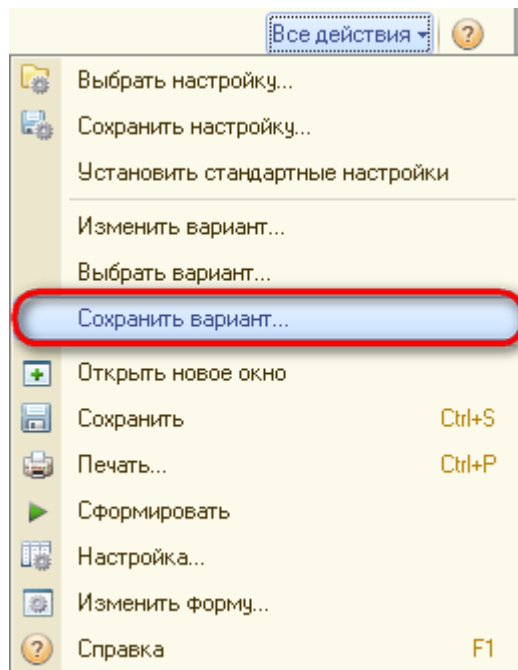 Все действия
Выбрать настройку...
Сохранить настройку...
Установить стандартные настройки
Изменить вариант...
Выбрать вариант...
Сохранить вариант...
Открыть новое окно
Сохранить Ctrl+S
Печать... Ctrl+P
Сформировать
Настройка...
Изменить форму...
Справка F1